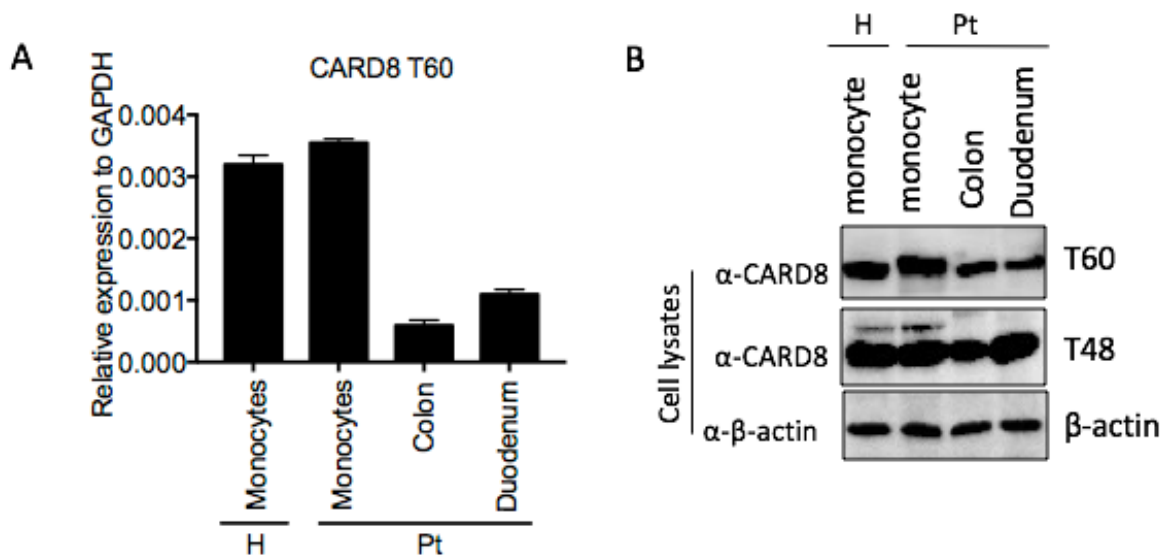 A
CARD8 T60
Relative expression to GAPDH
0.004
0.003
0.002
0.001
0.000
Monocytes
Monocytes
Colon
Duodenum
H
Pt
B
H
Pt
monocyte
monocyte
Colon
Duodenum
Cell lysates
α-CARD8
T60
α-CARD8
T48
α-β-actin
β-actin